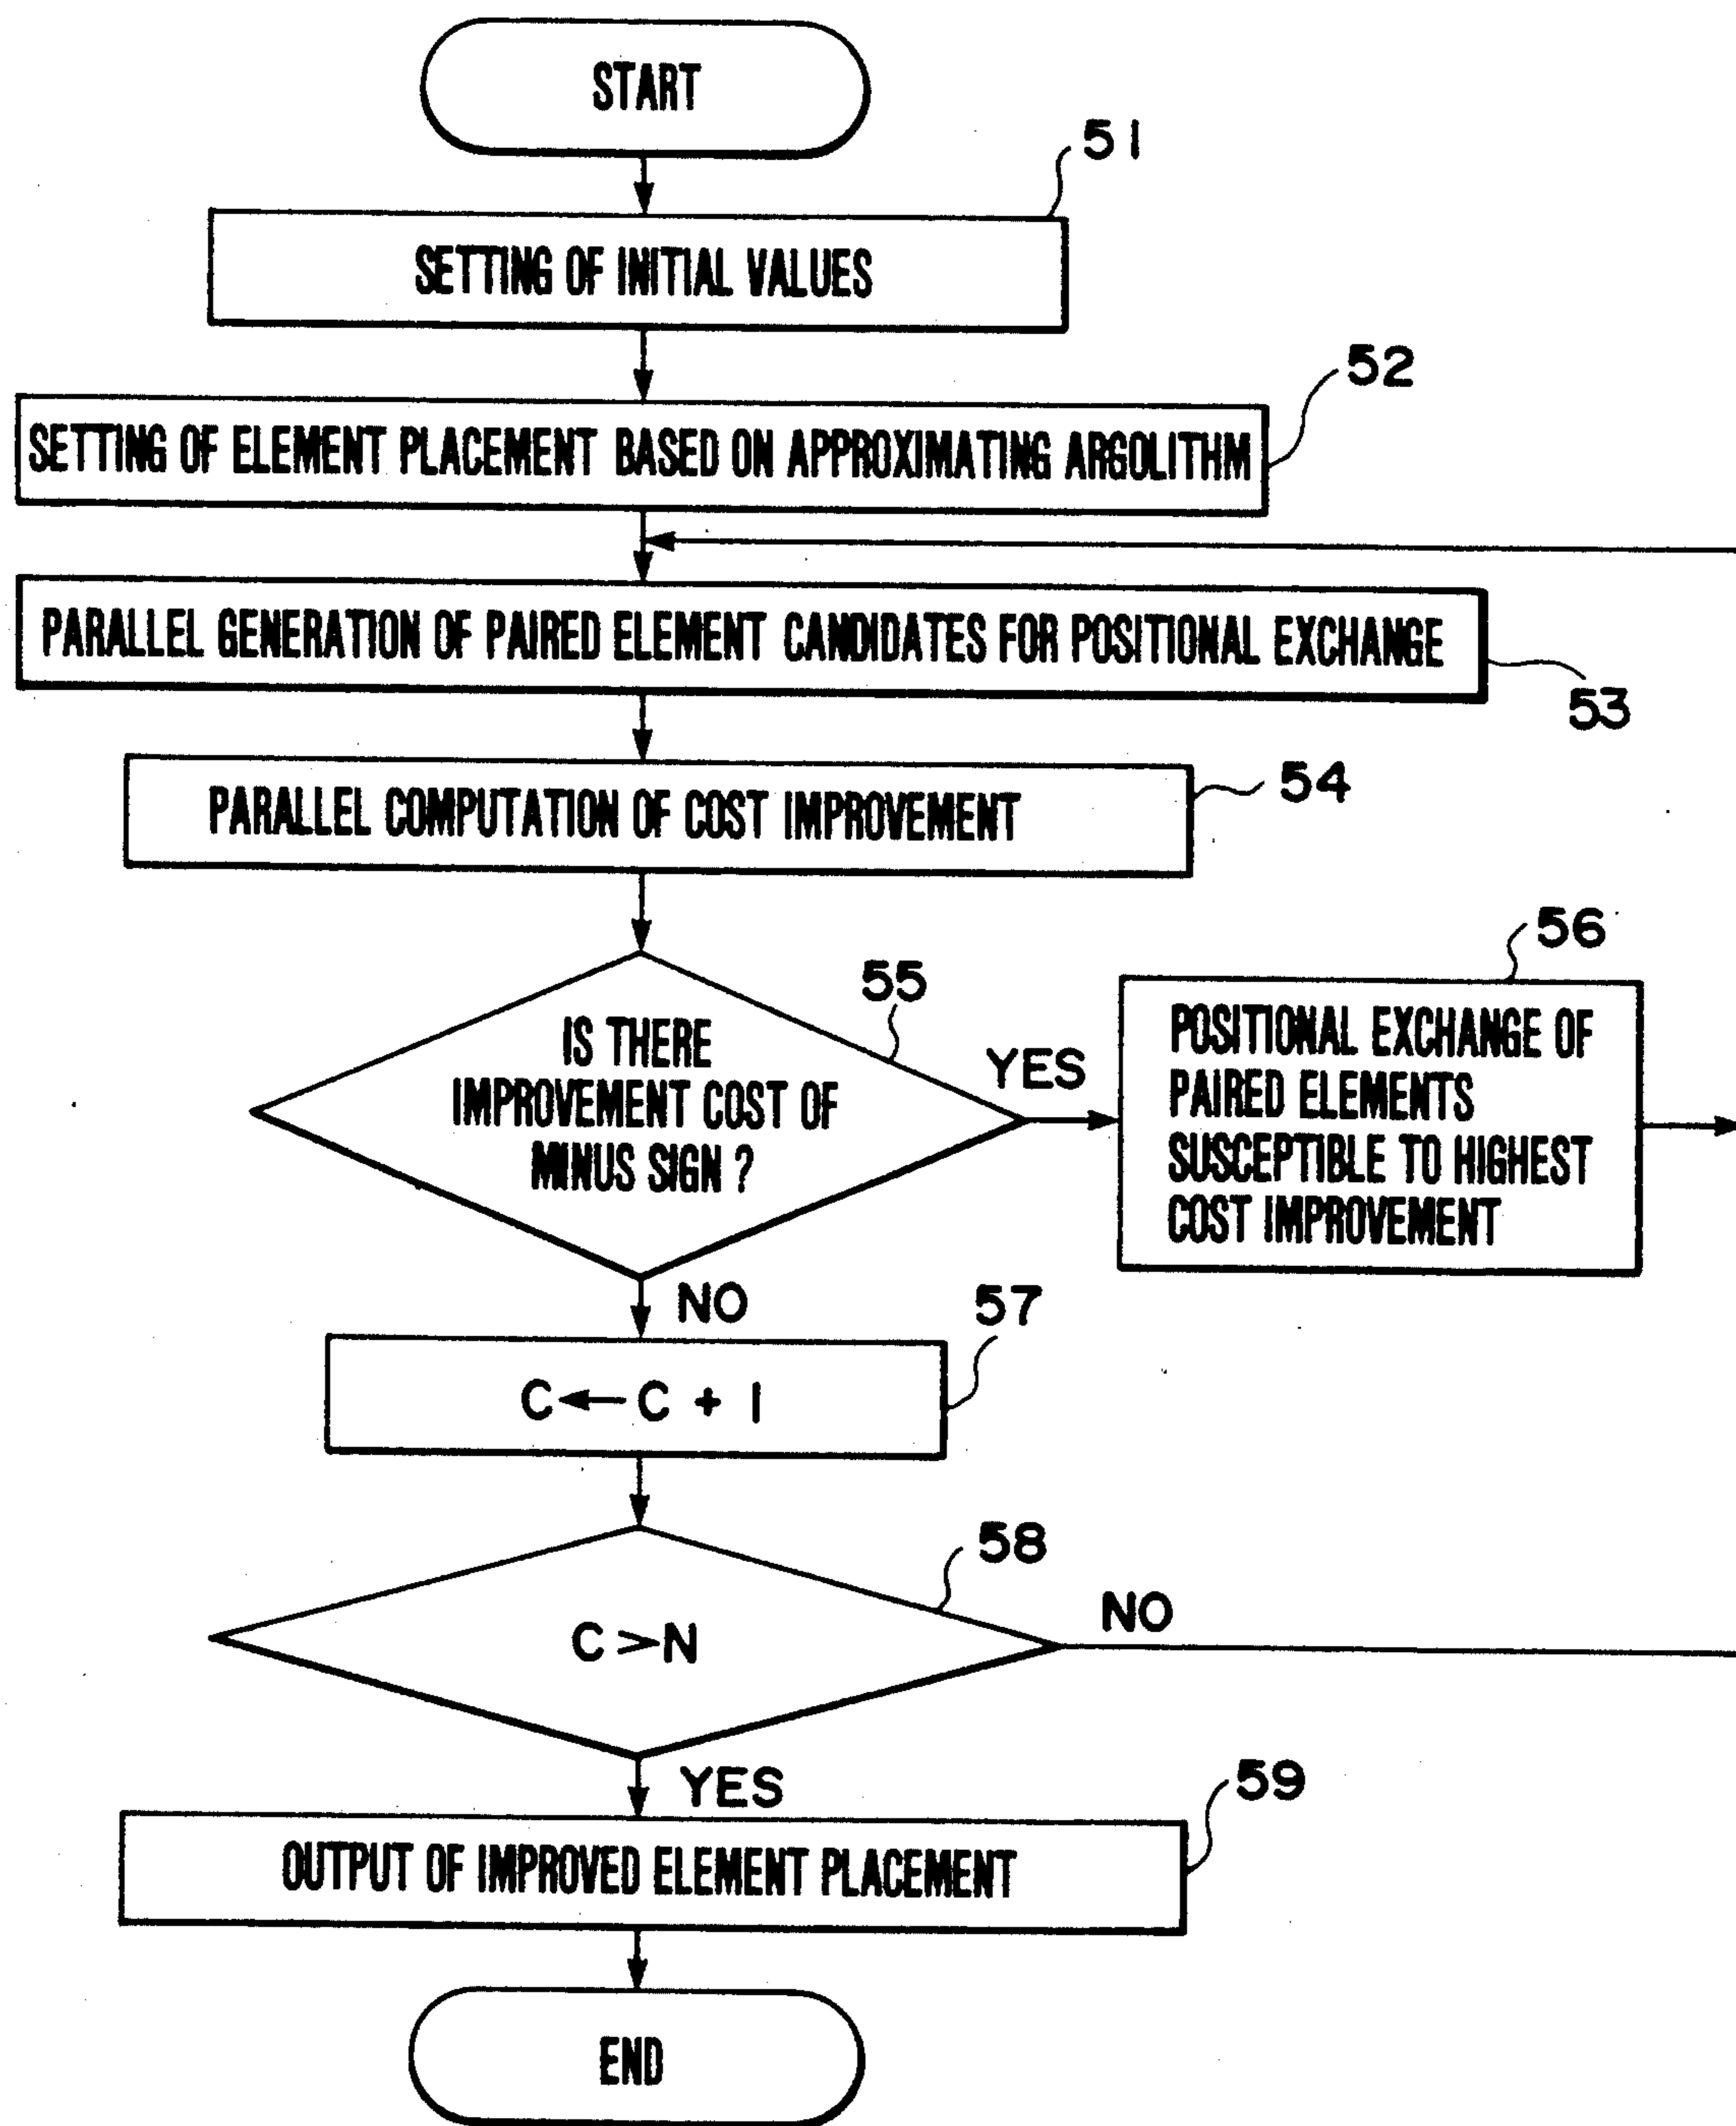 START
51
SETTING OF INITIAL VALUES
52
SETTING OF ELEMENT PLACEMENT BASED ON APPROXIMATING ARGOLITHM
PARALLEL GENERATION OF PAIRED ELEMENT CANDIDATES FOR POSITIONAL EXCHANGE
53
PARALLEL COMPUTATION OF COST IMPROVEMENT
54
55
IS THERE
IMPROVEMENT COST OF
MINUS SIGN ?
YES
56
POSITIONAL EXCHANGE OF
PAIRED ELEMENTS
SUSCEPTIBLE TO HIGHEST
COST IMPROVEMENT
NO
57
C ← C + 1
58
C > N
NO
YES
59
OUTPUT OF IMPROVED ELEMENT PLACEMENT
END